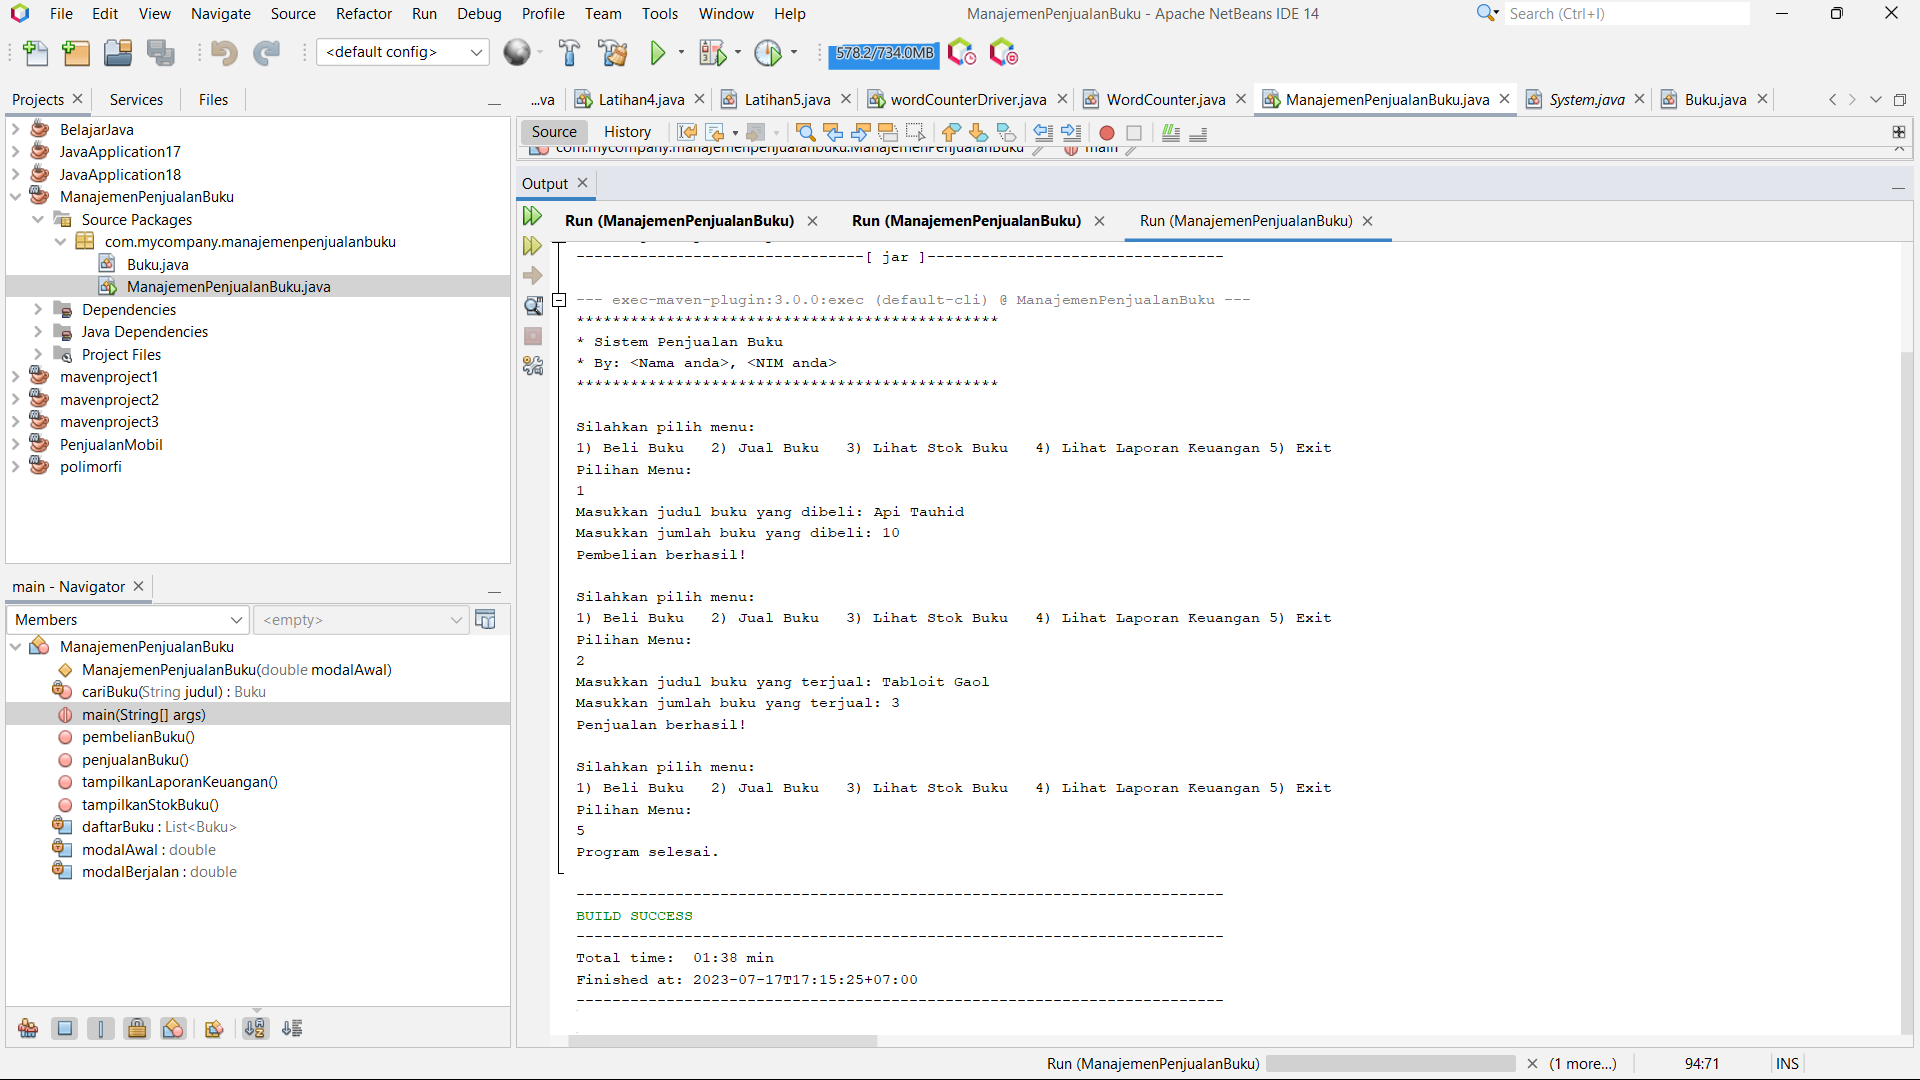 File Edit View Navigate Source Refactor Run Debug Profile Team Tools Window Help
ManajemenPenjualanBuku - Apache NetBeans IDE 14
Search (Ctrl+I)
<default config>
578.2/734.0MB
Projects Services Files
BelajarJava
JavaApplication17
JavaApplication18
ManajemenPenjualanBuku
Source Packages
com.mycompany.manajemenpenjualanbuku
Buku.java
ManajemenPenjualanBuku.java
Dependencies
Java Dependencies
Project Files
mavenproject1
mavenproject2
mavenproject3
PenjualanMobil
polimorfi
main - Navigator
Members <empty>
ManajemenPenjualanBuku
ManajemenPenjualanBuku(double modalAwal)
cariBuku(String judul) : Buku
main(String[] args)
pembelianBuku()
penjualanBuku()
tampilkanLaporanKeuangan()
tampilkanStokBuku()
daftarBuku : List<Buku>
modalAwal : double
modalBerjalan : double
...va Latihan4.java Latihan5.java wordCounterDriver.java WordCounter.java ManajemenPenjualanBuku.java System.java Buku.java
Source History
com.mycompany.manajemenpenjualanbuku.ManajemenPenjualanBuku main
Output
Run (ManajemenPenjualanBuku) Run (ManajemenPenjualanBuku) Run (ManajemenPenjualanBuku)
--------------------------------[ jar ]---------------------------------
--- exec-maven-plugin:3.0.0:exec (default-cli) @ ManajemenPenjualanBuku ---
***********************************************
* Sistem Penjualan Buku
* By: <Nama anda>, <NIM anda>
***********************************************
Silahkan pilih menu:
1) Beli Buku   2) Jual Buku   3) Lihat Stok Buku   4) Lihat Laporan Keuangan 5) Exit
Pilihan Menu:
1
Masukkan judul buku yang dibeli: Api Tauhid
Masukkan jumlah buku yang dibeli: 10
Pembelian berhasil!
Silahkan pilih menu:
1) Beli Buku   2) Jual Buku   3) Lihat Stok Buku   4) Lihat Laporan Keuangan 5) Exit
Pilihan Menu:
2
Masukkan judul buku yang terjual: Tabloit Gaol
Masukkan jumlah buku yang terjual: 3
Penjualan berhasil!
Silahkan pilih menu:
1) Beli Buku   2) Jual Buku   3) Lihat Stok Buku   4) Lihat Laporan Keuangan 5) Exit
Pilihan Menu:
5
Program selesai.
------------------------------------------------------------------------
BUILD SUCCESS
------------------------------------------------------------------------
Total time:  01:38 min
Finished at: 2023-07-17T17:15:25+07:00
------------------------------------------------------------------------
Run (ManajemenPenjualanBuku) (1 more...) 94:71 INS